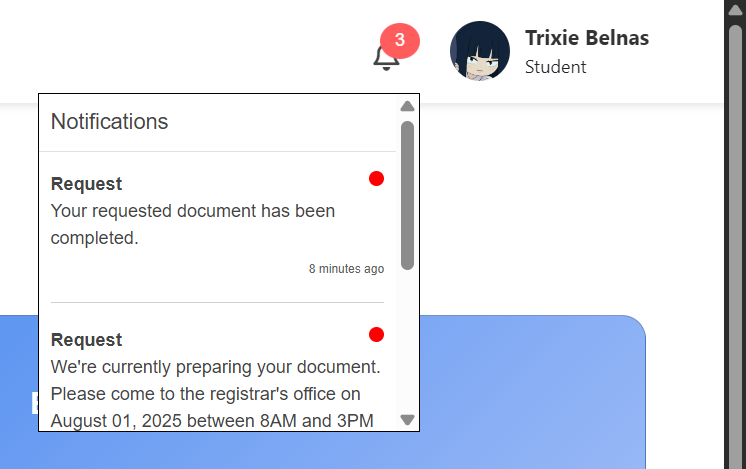 3
Trixie Belnas
Student
Notifications
Request
Your requested document has been
completed.
8 minutes ago
Request
We're currently preparing your document.
Please come to the registrar's office on
August 01, 2025 between 8AM and 3PM